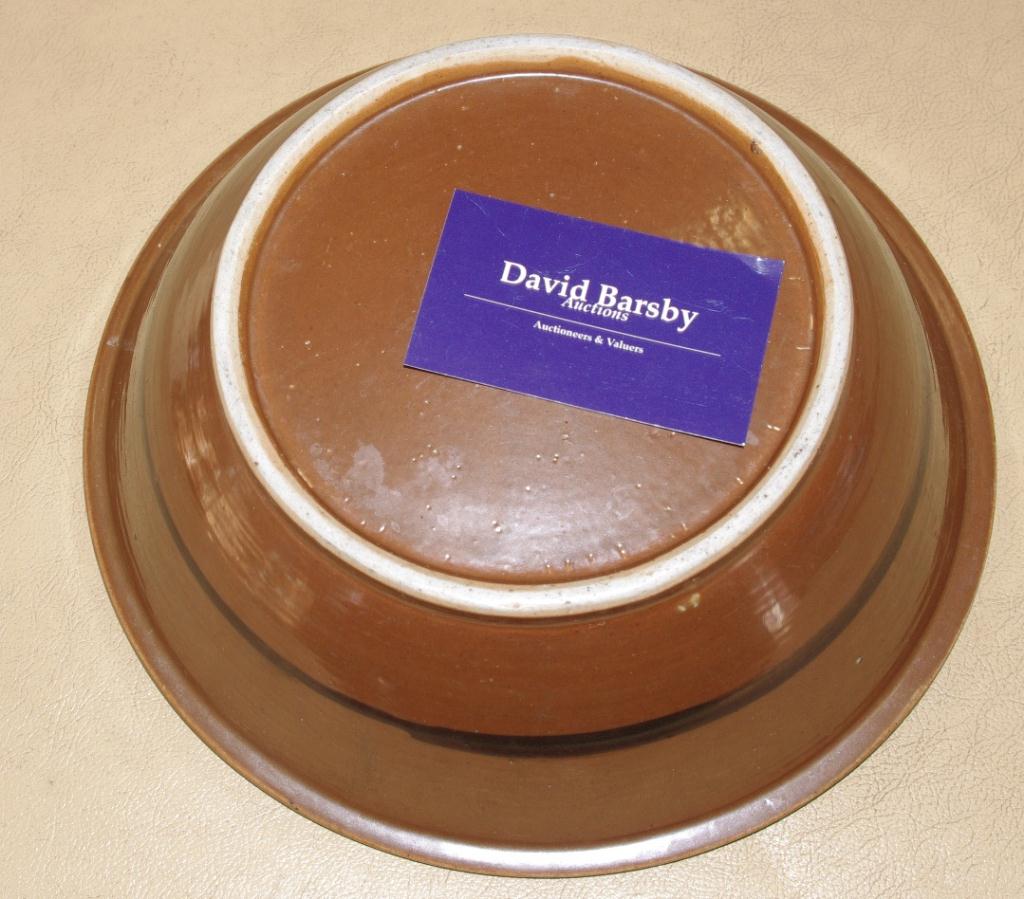 David Barsby
Auctions
Auctioneers & Valuers